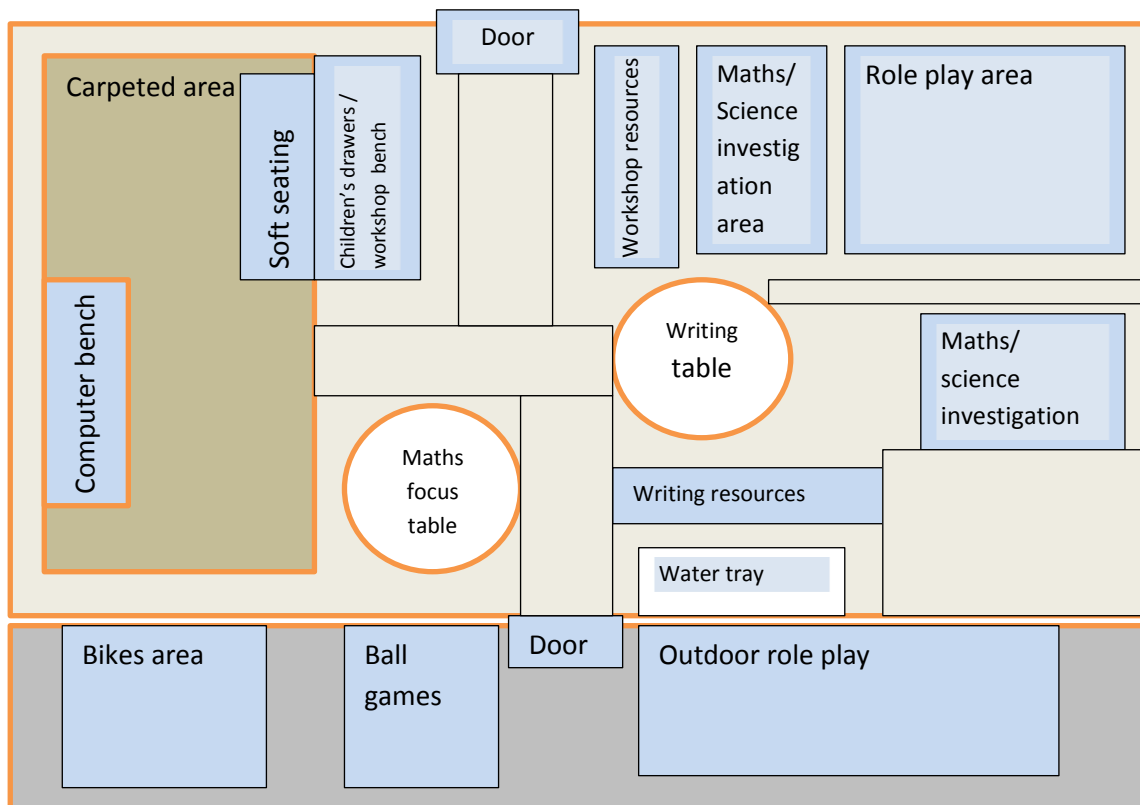 Door
Carpeted area
Soft seating
Children’s drawers /
workshop bench
Workshop resources
Maths/
Science
investig
ation
area
Role play area
Computer bench
Writing
table
Maths/
science
investigation
Maths
focus
table
Writing resources
Water tray
Door
Bikes area
Ball
games
Outdoor role play